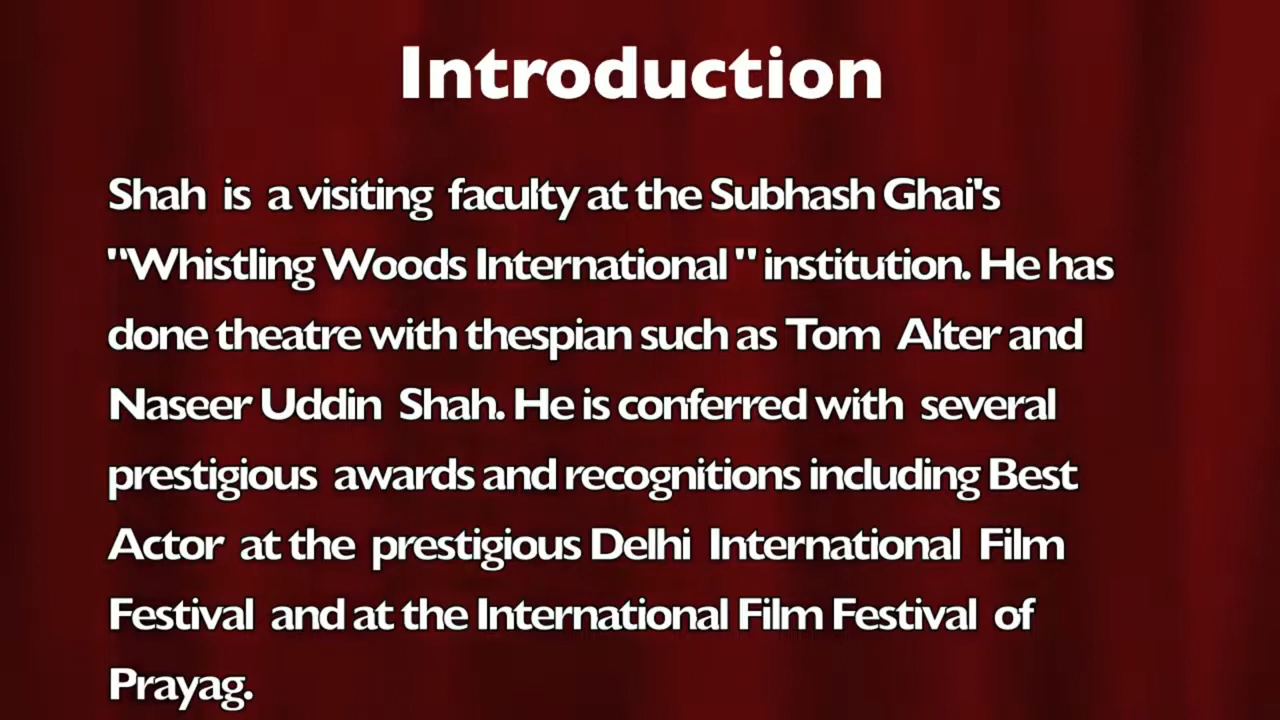 Introduction
Shah is a visiting faculty at the Subhash Ghai's
"Whistling Woods International " institution. He has
done theatre with thespian such as Tom Alter and
Naseer Uddin Shah. He is conferred with several
prestigious awards and recognitions including Best
Actor at the prestigious Delhi International Film
Festival and at the International Film Festival of
Prayag.